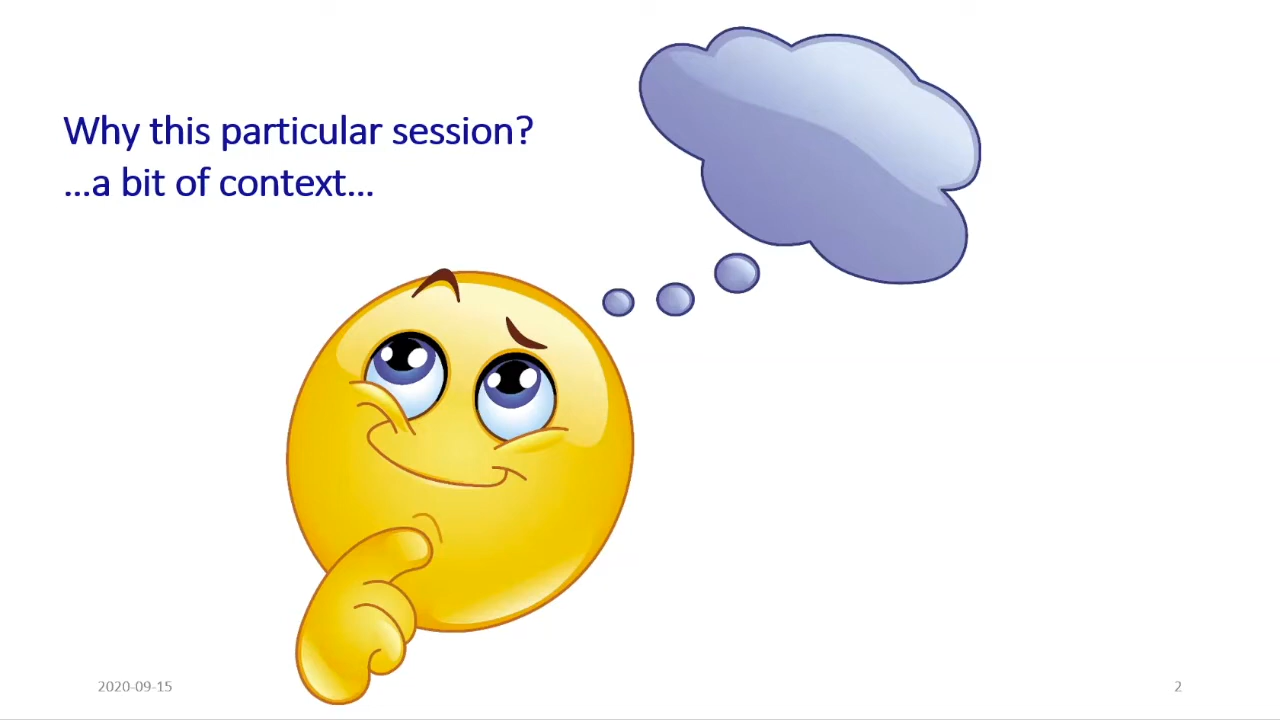 Why this particular session?
...a bit of context...
2020-09-15
2